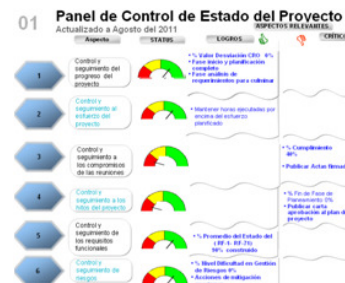 01
Panel de Control de Estado del Proyecto
Actualizado a Agosto del 2011
ASPECTOS RELEVANTES
Aspecto
STATUS
LOGROS
CRÍTICO
1
Control y
seguimiento del
progreso del
proyecto
• % Valor Desviación CRO 0%
• Fase inicio y planificación
completo
• Fase análisis de
requerimientos para culminar
2
Control y
seguimiento al
esfuerzo del
proyecto
• Mantener horas ejecutadas por
encima del esfuerzo
planificado
3
Control y
seguimiento a
los compromisos
de las reuniones
• % Cumplimiento
40%
• Publicar Actas firmad
4
Control y
seguimiento a los
hitos del proyecto
• % Fin de Fase de
Planeamiento 0%
• Publicar carta
aprobación al plan d
proyecto
5
Control y
seguimiento de
los requisitos
funcionales
• % Promedio del Estado del
( RF-1- RF-71)
90% construido
6
Control y
seguimiento de
riesgos
• % Nivel Dificultad en Gestión
de Riesgos 0%
• Acciones de mitigación